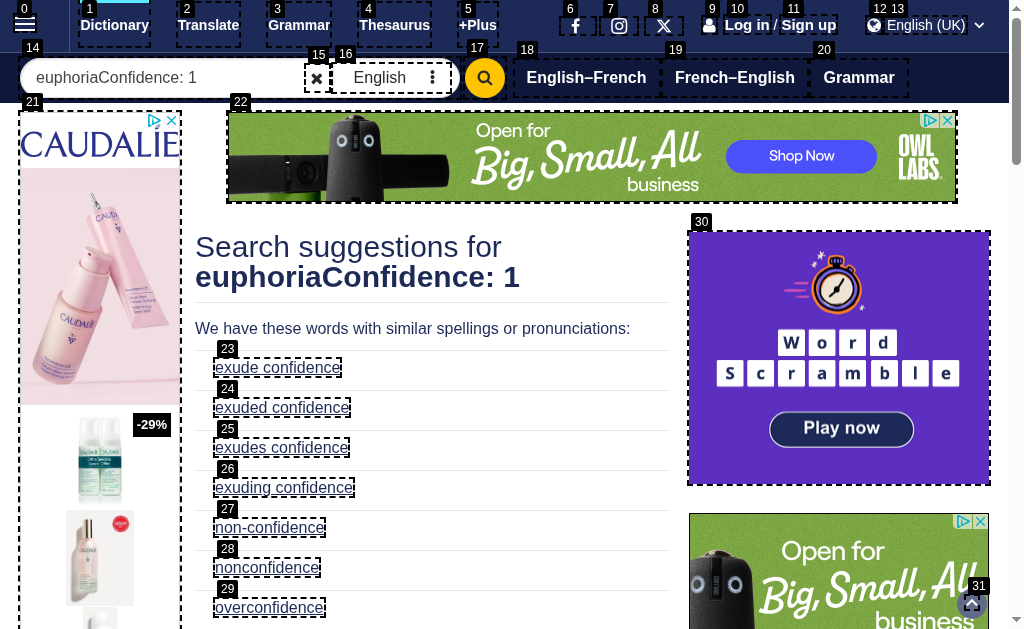 0 1 2 3 4 5 6 7 8 9 10 11 12 13
Dictionary Translate Grammar Thesaurus +Plus Log in / Sign up English (UK)
14 15 16 17 18 19 20
euphoriaConfidence: 1 English English–French French–English Grammar
21 22
CAUDALÍE
Open for
Big, Small, All
business
Shop Now
OWL
LABS
30
Search suggestions for
euphoriaConfidence: 1
We have these words with similar spellings or pronunciations:
23
exude confidence
24
exuded confidence
25
exudes confidence
26
exuding confidence
27
non-confidence
28
nonconfidence
29
overconfidence
Word
Scramble
Play now
-29%
Open for
Big, Small, All
business
31